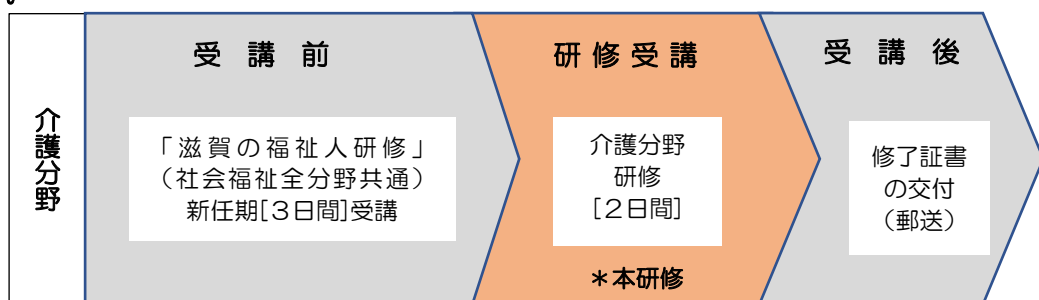 介護分野
受講前
「滋賀の福祉人研修」
（社会福祉全分野共通）
新任期[３日間]受講
研修受講
介護分野
研修
[２日間]
＊本研修
受講後
修了証書
の交付
（郵送）